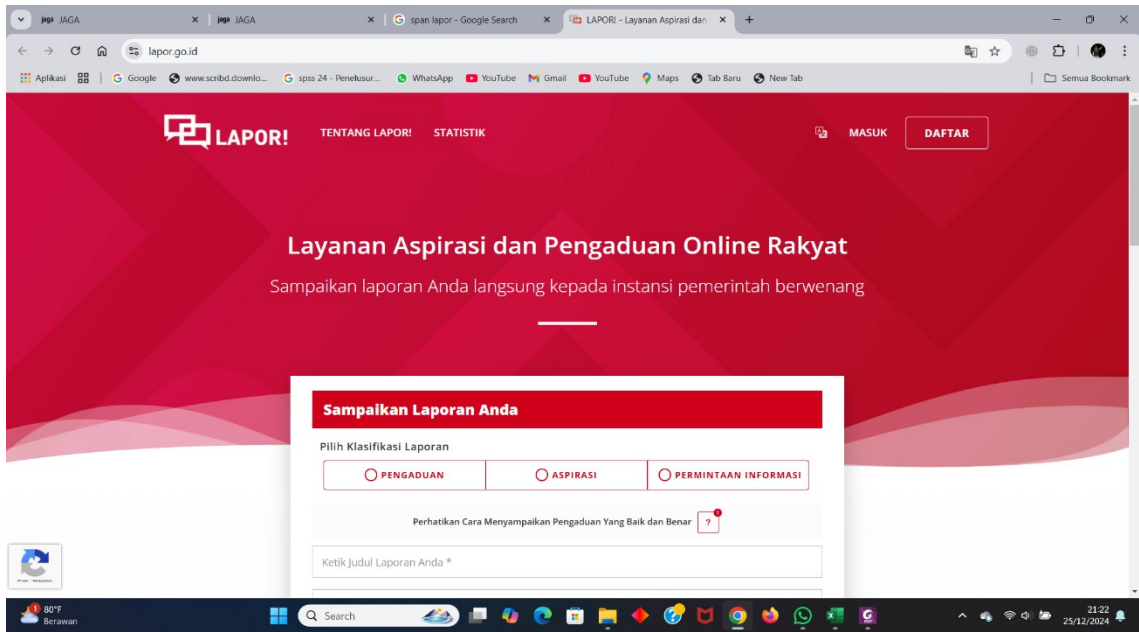 jaga JAGA
jaga JAGA
span lapor - Google Search
LAPOR! - Layanan Aspirasi dan
lapor.go.id
Aplikasi
Google
www.scribd.downlo...
spss 24 - Penelusur...
WhatsApp
YouTube
Gmail
YouTube
Maps
Tab Baru
New Tab
Semua Bookmark
LAPOR!
TENTANG LAPOR!
STATISTIK
MASUK
DAFTAR
Layanan Aspirasi dan Pengaduan Online Rakyat
Sampaikan laporan Anda langsung kepada instansi pemerintah berwenang
Sampaikan Laporan Anda
Pilih Klasifikasi Laporan
PENGADUAN
ASPIRASI
PERMINTAAN INFORMASI
Perhatikan Cara Menyampaikan Pengaduan Yang Baik dan Benar ?
Ketik Judul Laporan Anda *
1
80°F
Berawan
Search
21:22
25/12/2024